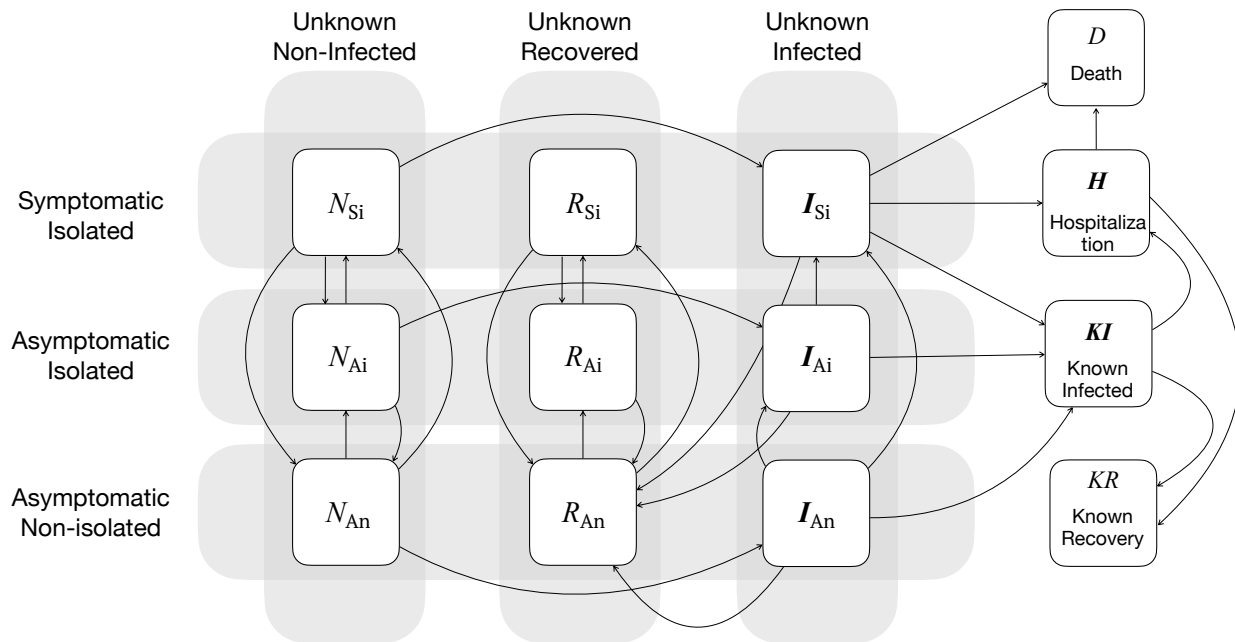 Unknown
Non-Infected
Unknown
Recovered
Unknown
Infected
D
Death
Symptomatic
Isolated
N_Si
R_Si
I_Si
H
Hospitaliza
tion
Asymptomatic
Isolated
N_Ai
R_Ai
I_Ai
KI
Known
Infected
Asymptomatic
Non-isolated
N_An
R_An
I_An
KR
Known
Recovery